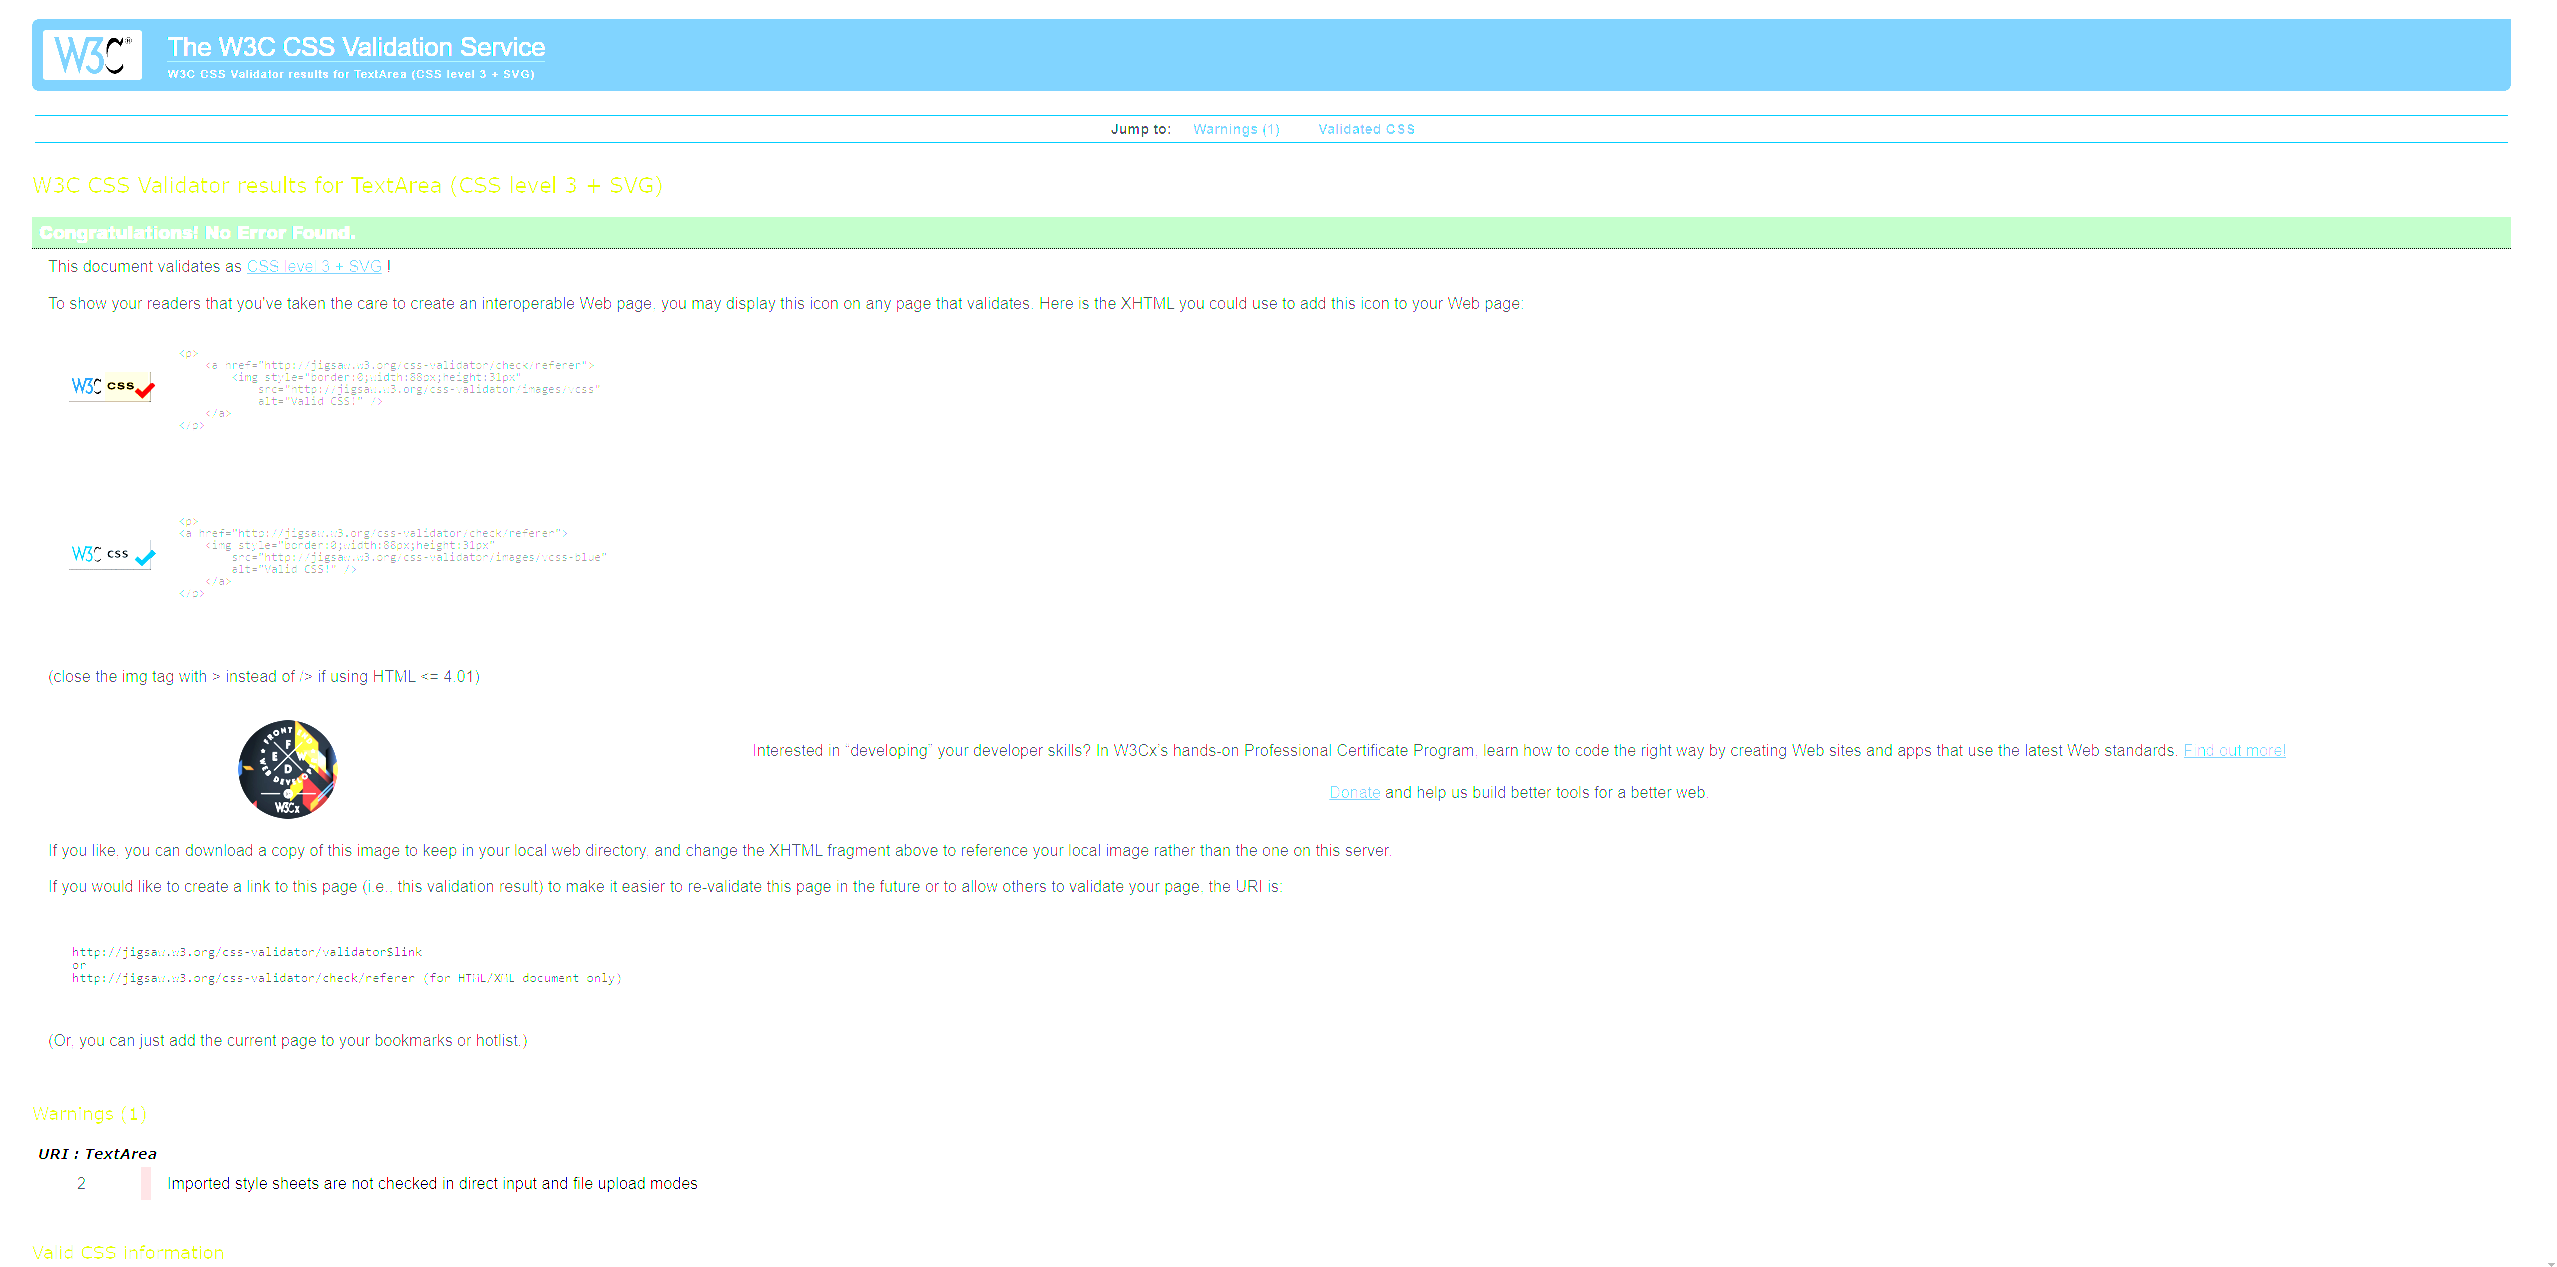 W3C®
The W3C CSS Validation Service
W3C CSS Validator results for TextArea (CSS level 3 + SVG)
Jump to: Warnings (1) Validated CSS
W3C CSS Validator results for TextArea (CSS level 3 + SVG)
Congratulations! No Error Found.
This document validates as CSS level 3 + SVG !
To show your readers that you've taken the care to create an interoperable Web page, you may display this icon on any page that validates. Here is the XHTML you could use to add this icon to your Web page:
W3C css
<p>
<a href="http://jigsaw.w3.org/css-validator/check/referer">
<img style="border:0;width:88px;height:31px"
src="http://jigsaw.w3.org/css-validator/images/vcss"
alt="Valid CSS!" />
</a>
</p>
W3C css
<p>
<a href="http://jigsaw.w3.org/css-validator/check/referer">
<img style="border:0;width:88px;height:31px"
src="http://jigsaw.w3.org/css-validator/images/vcss-blue"
alt="Valid CSS!" />
</a>
</p>
(close the img tag with > instead of /> if using HTML <= 4.01)
FRONT END
WEB DEVELOPER
F E W D
W3Cx
Interested in “developing” your developer skills? In W3Cx's hands-on Professional Certificate Program, learn how to code the right way by creating Web sites and apps that use the latest Web standards. Find out more!
Donate and help us build better tools for a better web.
If you like, you can download a copy of this image to keep in your local web directory, and change the XHTML fragment above to reference your local image rather than the one on this server.
If you would like to create a link to this page (i.e., this validation result) to make it easier to re-validate this page in the future or to allow others to validate your page, the URI is:
http://jigsaw.w3.org/css-validator/validator$link
or
http://jigsaw.w3.org/css-validator/check/referer (for HTML/XML document only)
(Or, you can just add the current page to your bookmarks or hotlist.)
Warnings (1)
URI : TextArea
2 Imported style sheets are not checked in direct input and file upload modes
Valid CSS information